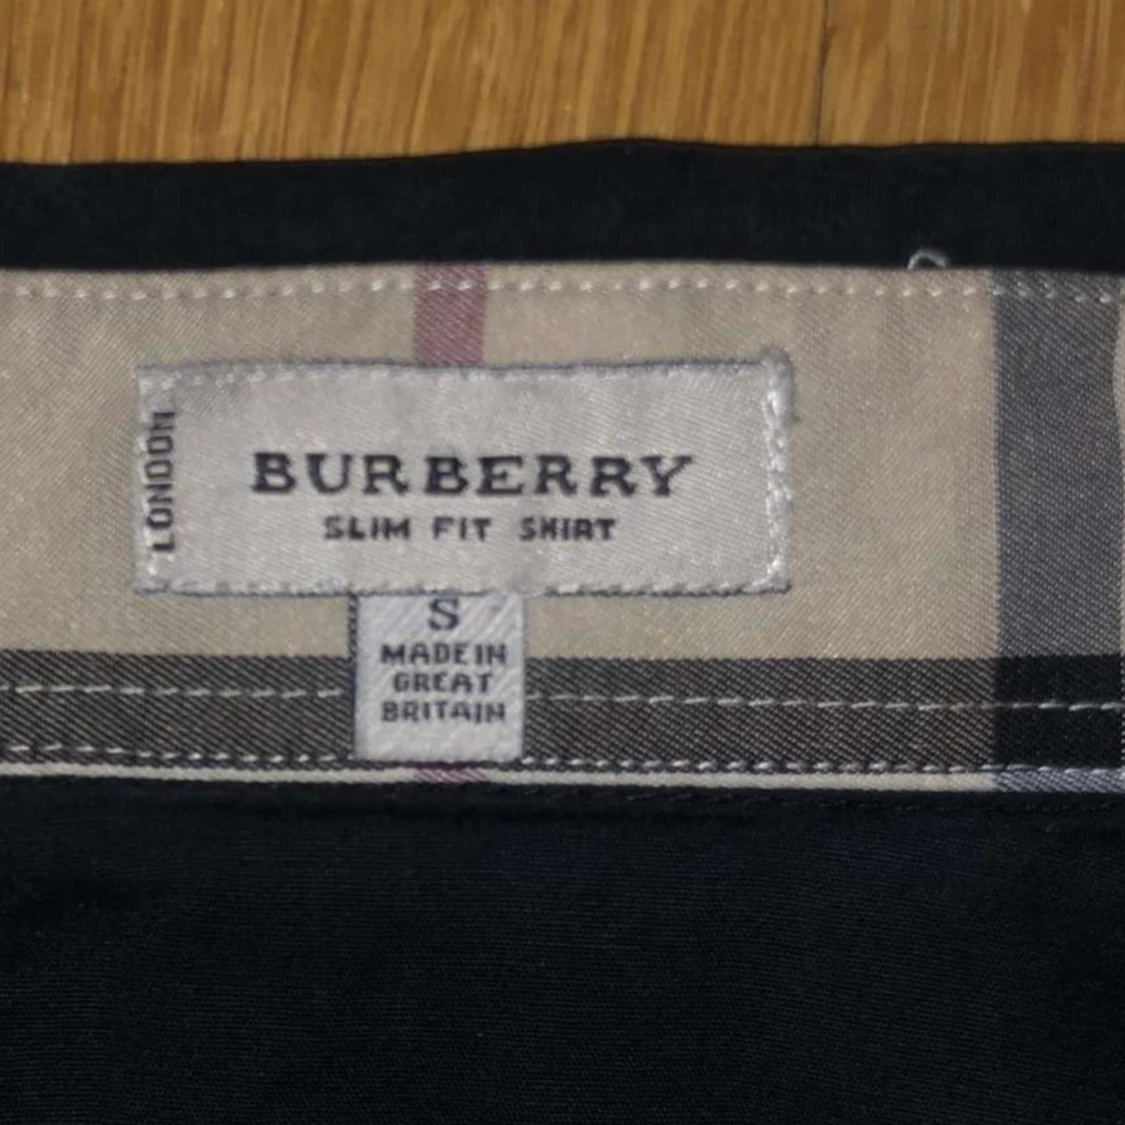 LONDON
BURBERRY
SLIM FIT SHIRT
S
MADE IN
GREAT
BRITAIN